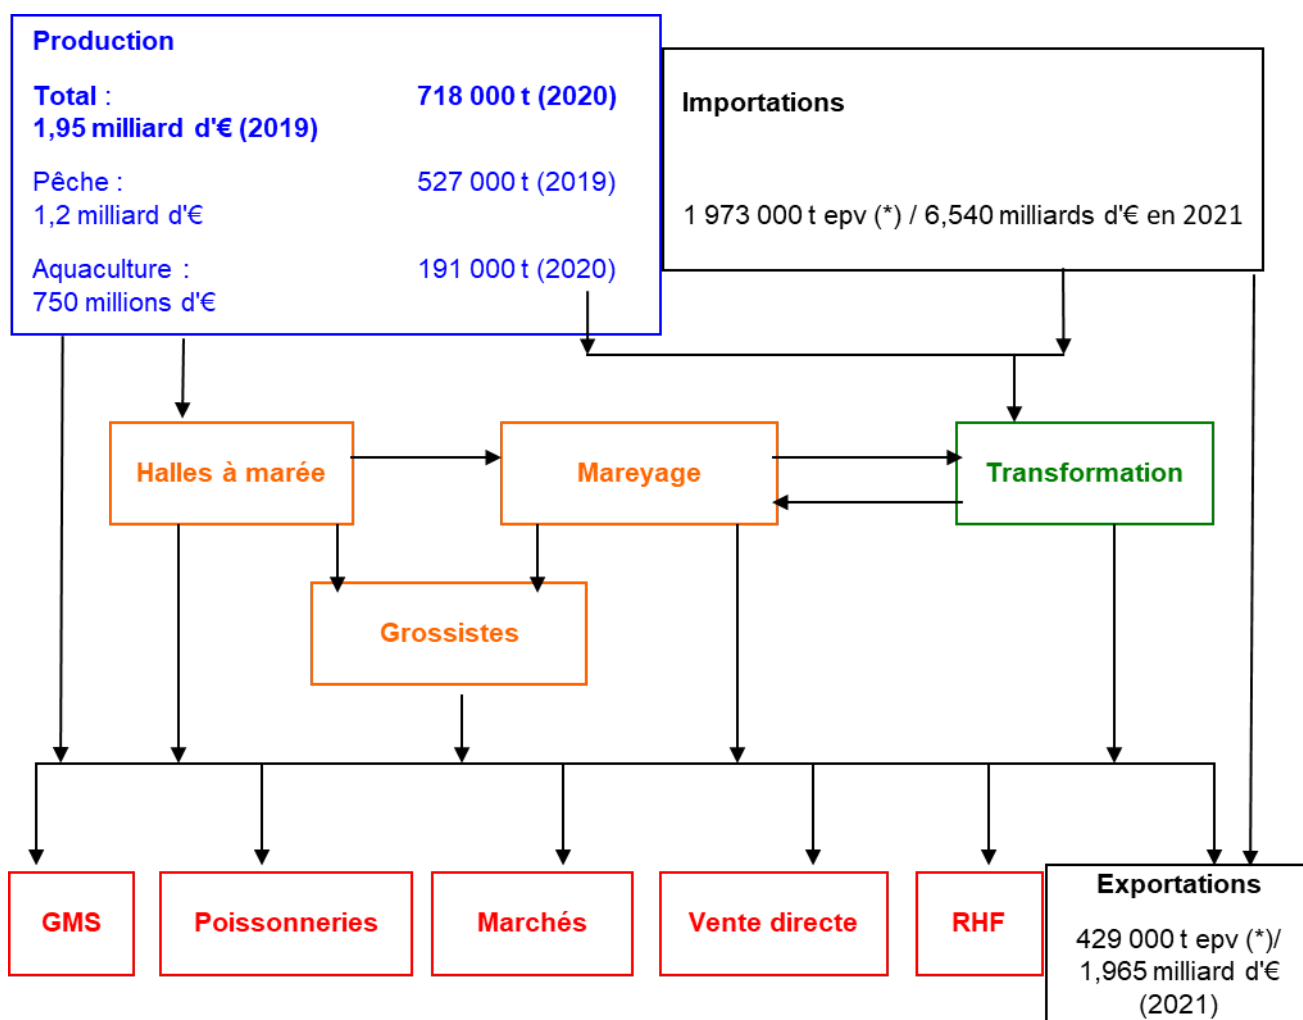 Production
Total : 718 000 t (2020)
1,95 milliard d'€ (2019)
Pêche : 527 000 t (2019)
1,2 milliard d'€
Aquaculture : 191 000 t (2020)
750 millions d'€
Importations
1 973 000 t epv (*) / 6,540 milliards d'€ en 2021
Halles à marée
Mareyage
Transformation
Grossistes
GMS
Poissonneries
Marchés
Vente directe
RHF
Exportations
429 000 t epv (*)/
1,965 milliard d'€
(2021)